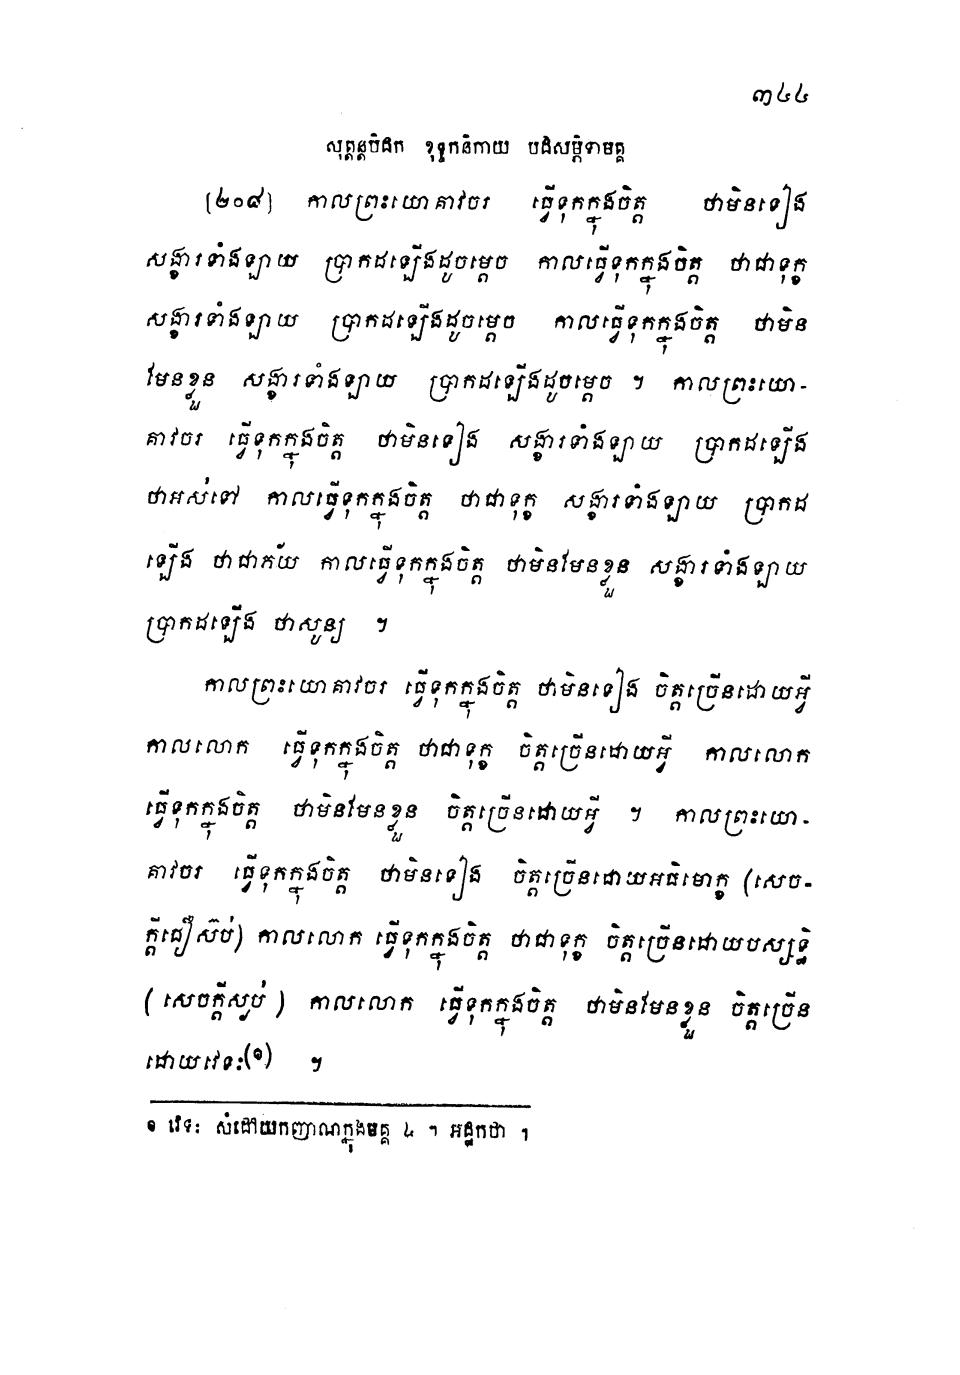 ៣៤៤
សុត្តន្តបិដក ខុទ្ទកនិកាយ បដិសម្ភិទាមគ្គ
[២០៨] កាលព្រះយោគាវចរ ធ្វើទុកក្នុងចិត្ត ថាមិនទៀង
សង្ខារទាំងឡាយ ប្រាកដឡើងដូចម្តេច កាលធ្វើទុកក្នុងចិត្ត ថាជាទុក្ខ
សង្ខារទាំងឡាយ ប្រាកដឡើងដូចម្តេច កាលធ្វើទុកក្នុងចិត្ត ថាមិន
មែនខ្លួន សង្ខារទាំងឡាយ ប្រាកដឡើងដូចម្តេច ។ កាលព្រះយោ-
គាវចរ ធ្វើទុកក្នុងចិត្ត ថាមិនទៀង សង្ខារទាំងឡាយ ប្រាកដឡើង
ថាអស់ទៅ កាលធ្វើទុកក្នុងចិត្ត ថាជាទុក្ខ សង្ខារទាំងឡាយ ប្រាកដ
ឡើង ថាជាភ័យ កាលធ្វើទុកក្នុងចិត្ត ថាមិនមែនខ្លួន សង្ខារទាំងឡាយ
ប្រាកដឡើង ថាសូន្យ ។
កាលព្រះយោគាវចរ ធ្វើទុកក្នុងចិត្ត ថាមិនទៀង ចិត្តច្រើនដោយអ្វី
កាលលោក ធ្វើទុកក្នុងចិត្ត ថាជាទុក្ខ ចិត្តច្រើនដោយអ្វី កាលលោក
ធ្វើទុកក្នុងចិត្ត ថាមិនមែនខ្លួន ចិត្តច្រើនដោយអ្វី ។ កាលព្រះយោ-
គាវចរ ធ្វើទុកក្នុងចិត្ត ថាមិនទៀង ចិត្តច្រើនដោយអធិមោក្ខ (សេច-
ក្តីជឿស៊ប់) កាលលោក ធ្វើទុកក្នុងចិត្ត ថាជាទុក្ខ ចិត្តច្រើនដោយបស្សទ្ធិ
(សេចក្តីស្ងប់) កាលលោក ធ្វើទុកក្នុងចិត្ត ថាមិនមែនខ្លួន ចិត្តច្រើន
ដោយវេទៈ(១) ។
១ វេទៈ សំដៅយកញាណក្នុងមគ្គ ៤ ។ អដ្ឋកថា ។